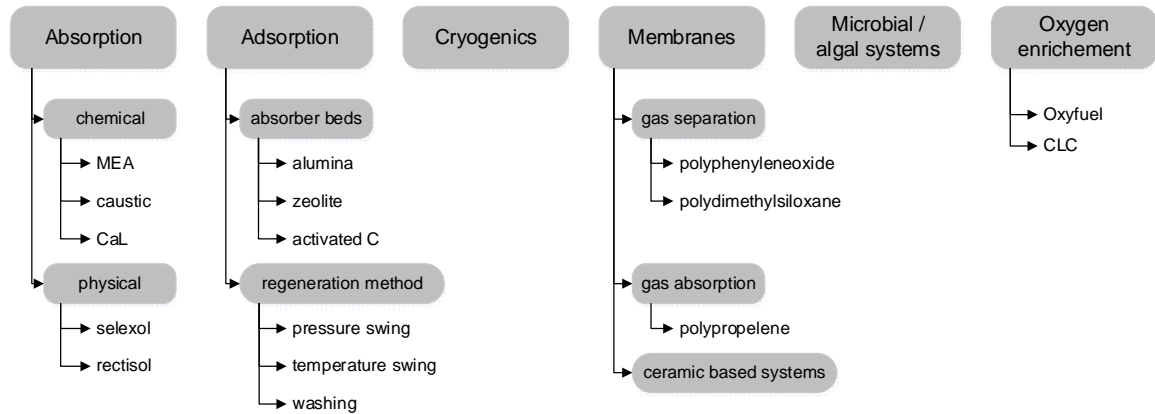 Absorption
chemical
MEA
caustic
CaL
physical
selexol
rectisol
Adsorption
absorber beds
alumina
zeolite
activated C
regeneration method
pressure swing
temperature swing
washing
Cryogenics
Membranes
gas separation
polyphenyleneoxide
polydimethylsiloxane
gas absorption
polypropelene
ceramic based systems
Microbial /
algal systems
Oxygen
enrichement
Oxyfuel
CLC